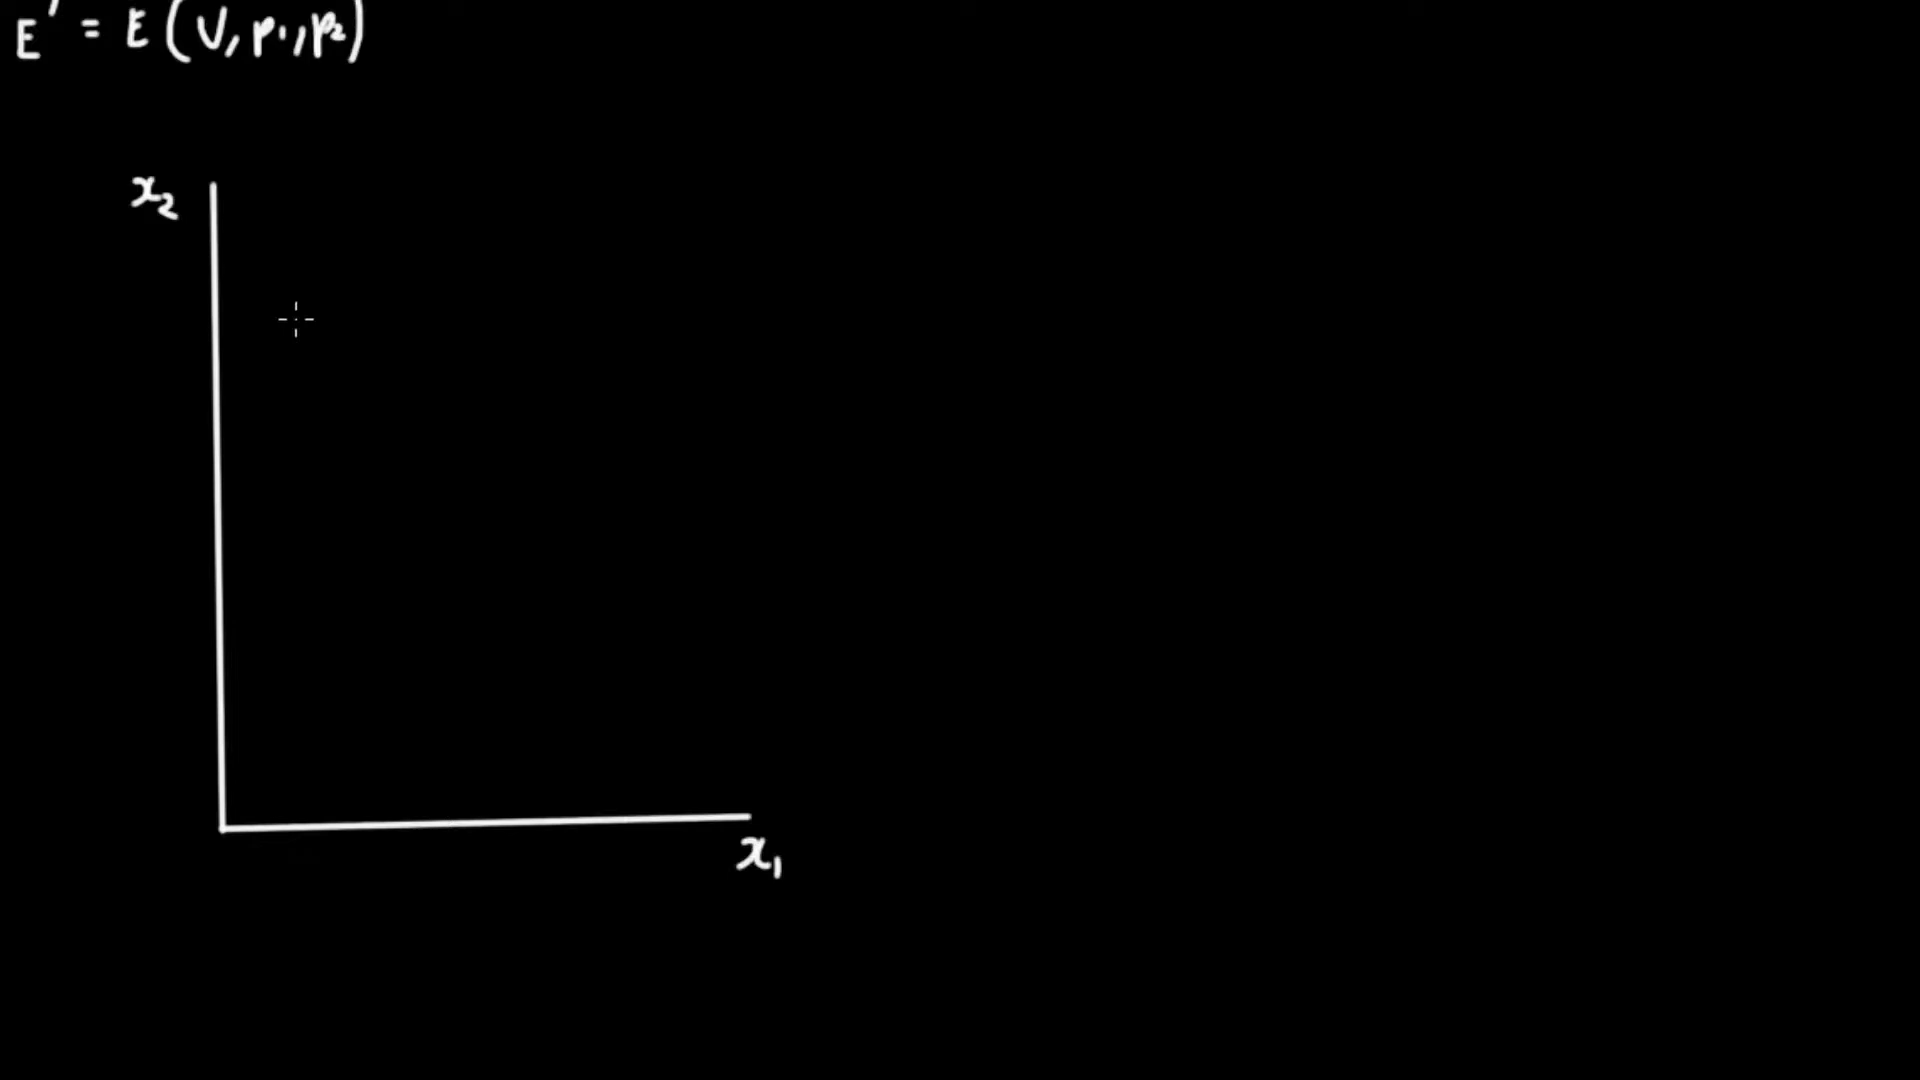 E' = E (V, p1, p2)
x2
x1